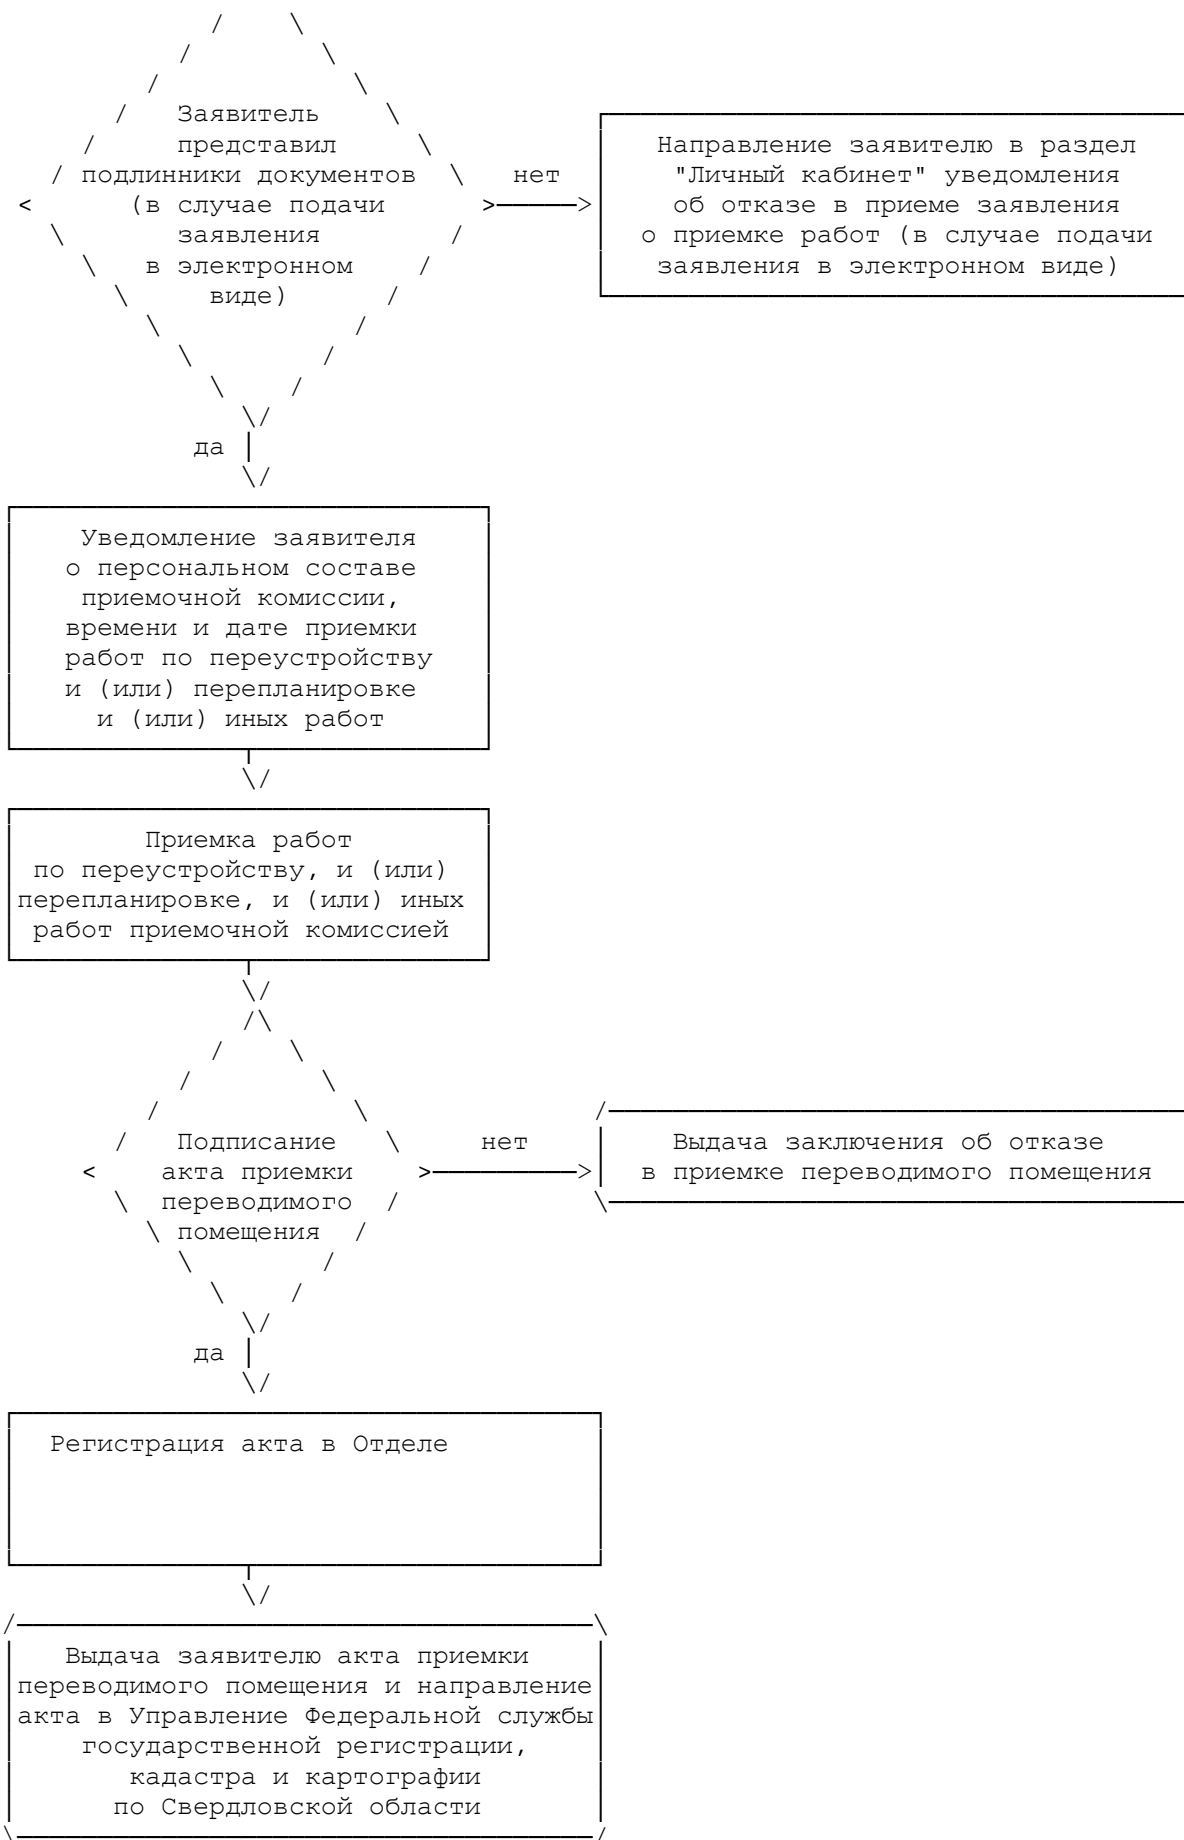 Заявитель
представил
подлинники документов
(в случае подачи
заявления
в электронном
виде)
нет
Направление заявителю в раздел
"Личный кабинет" уведомления
об отказе в приеме заявления
о приемке работ (в случае подачи
заявления в электронном виде)
да
Уведомление заявителя
о персональном составе
приемочной комиссии,
времени и дате приемки
работ по переустройству
и (или) перепланировке
и (или) иных работ
Приемка работ
по переустройству, и (или)
перепланировке, и (или) иных
работ приемочной комиссией
Подписание
акта приемки
переводимого
помещения
нет
Выдача заключения об отказе
в приемке переводимого помещения
да
Регистрация акта в Отделе
Выдача заявителю акта приемки
переводимого помещения и направление
акта в Управление Федеральной службы
государственной регистрации,
кадастра и картографии
по Свердловской области